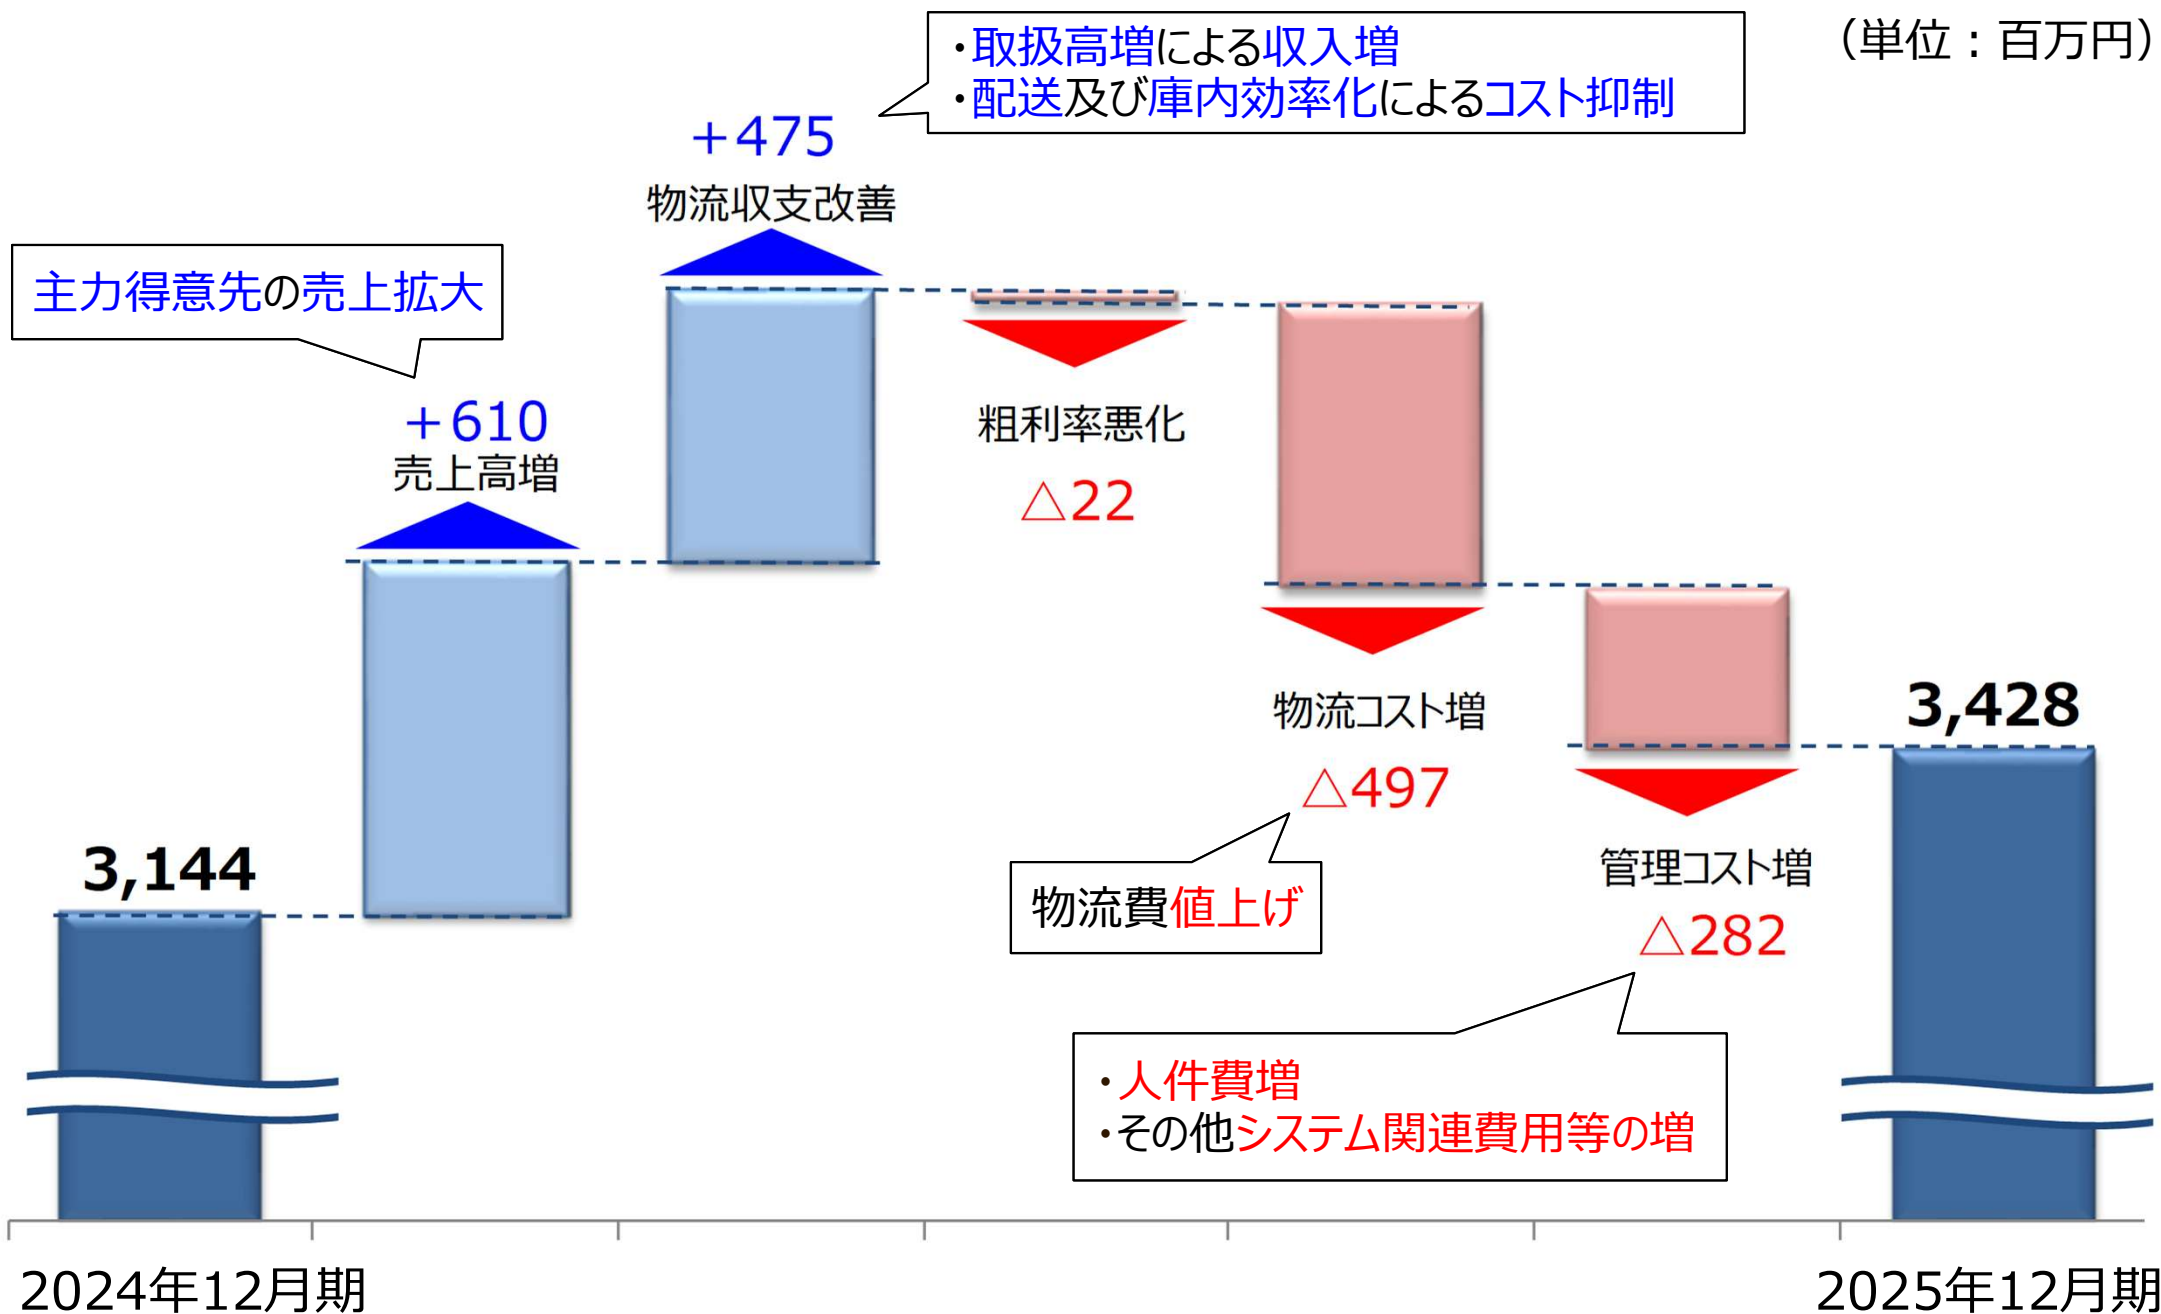 （単位：百万円）
・取扱高増による収入増
・配送及び庫内効率化によるコスト抑制
+475
物流収支改善
主力得意先の売上拡大
+610
売上高増
粗利率悪化
△22
物流コスト増
△497
物流費値上げ
管理コスト増
△282
・人件費増
・その他システム関連費用等の増
3,144
3,428
2024年12月期
2025年12月期